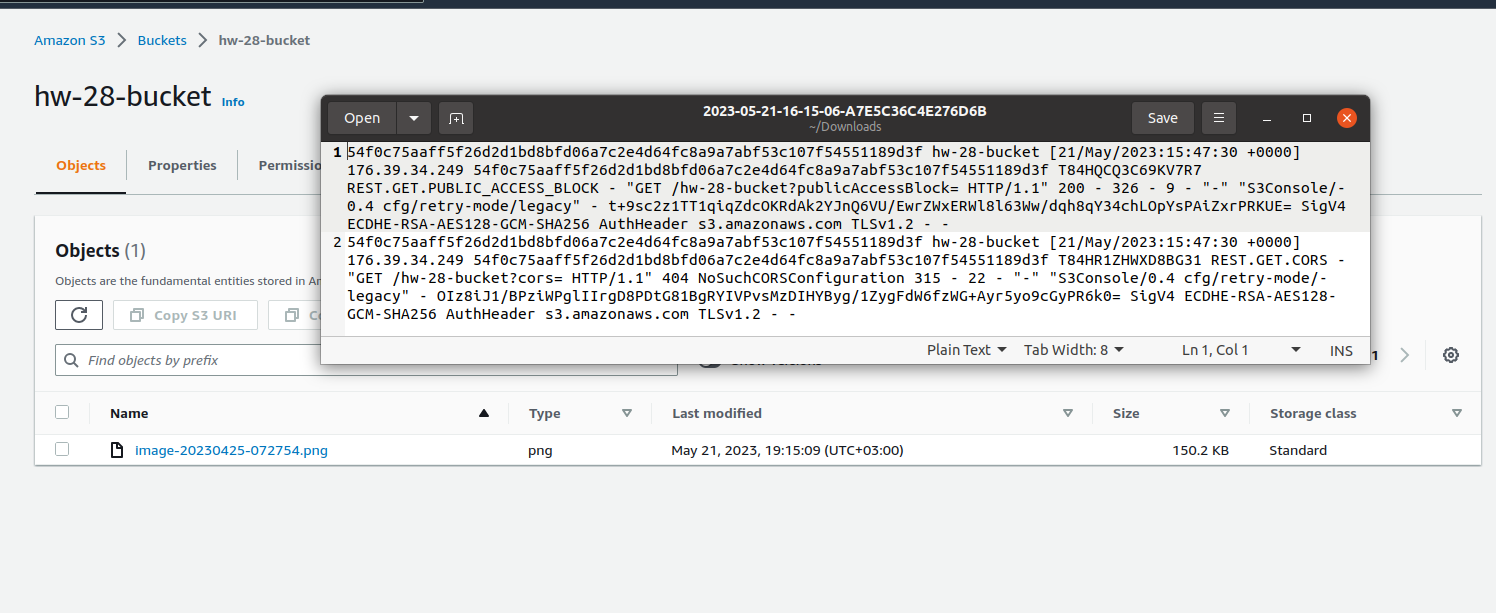 Amazon S3 > Buckets > hw-28-bucket
hw-28-bucket Info
Objects Properties
Open 2023-05-21-16-15-06-A7E5C36C4E276D6B Save
~/Downloads
1 54f0c75aaff5f26d2d1bd8bfd06a7c2e4d64fc8a9a7abf53c107f54551189d3f hw-28-bucket [21/May/2023:15:47:30 +0000]
176.39.34.249 54f0c75aaff5f26d2d1bd8bfd06a7c2e4d64fc8a9a7abf53c107f54551189d3f T84HQCQ3C69KV7R7
REST.GET.PUBLIC_ACCESS_BLOCK - "GET /hw-28-bucket?publicAccessBlock= HTTP/1.1" 200 - 326 - 9 - "-" "S3Console/-
0.4 cfg/retry-mode/legacy" - t+9sc2z1TT1qiqZdcOKRdAk2YJnQ6VU/EwrZWxERWl8l63Ww/dqh8qY34chLOpYsPAiZxrPRKUE= SigV4
ECDHE-RSA-AES128-GCM-SHA256 AuthHeader s3.amazonaws.com TLSv1.2 - -
2 54f0c75aaff5f26d2d1bd8bfd06a7c2e4d64fc8a9a7abf53c107f54551189d3f hw-28-bucket [21/May/2023:15:47:30 +0000]
176.39.34.249 54f0c75aaff5f26d2d1bd8bfd06a7c2e4d64fc8a9a7abf53c107f54551189d3f T84HR1ZHWXD8BG31 REST.GET.CORS -
"GET /hw-28-bucket?cors= HTTP/1.1" 404 NoSuchCORSConfiguration 315 - 22 - "-" "S3Console/0.4 cfg/retry-mode/-
legacy" - OIz8iJ1/BPziWPglIIrgD8PDtG81BgRYIVPvsMzDIHYByg/1ZygFdW6fzWG+Ayr5yo9cGyPR6k0= SigV4 ECDHE-RSA-AES128-
GCM-SHA256 AuthHeader s3.amazonaws.com TLSv1.2 - -
Plain Text Tab Width: 8 Ln 1, Col 1 INS
Objects (1)
Objects are the fundamental entities stored in
Copy S3 URI
Find objects by prefix
1
Name Type Last modified Size Storage class
image-20230425-072754.png png May 21, 2023, 19:15:09 (UTC+03:00) 150.2 KB Standard